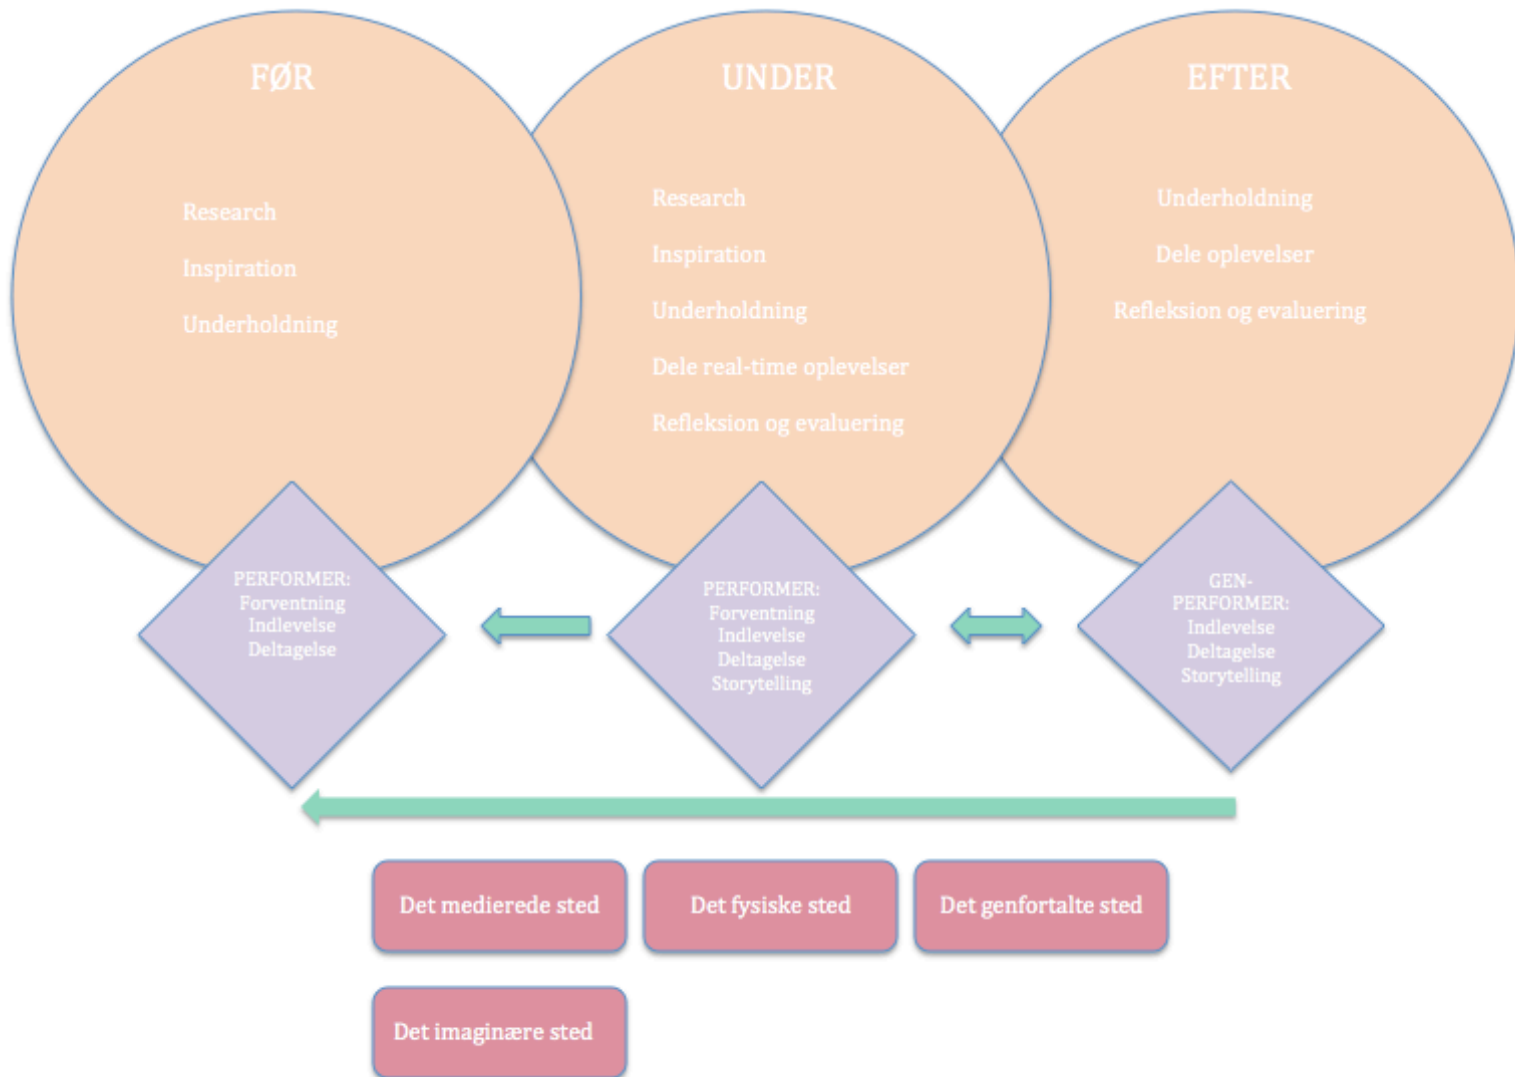 FØR
Research
Inspiration
Underholdning
UNDER
Research
Inspiration
Underholdning
Dele real-time oplevelser
Refleksion og evaluering
EFTER
Underholdning
Dele oplevelser
Refleksion og evaluering
PERFORMER:
Forventning
Indlevelse
Deltagelse
PERFORMER:
Forventning
Indlevelse
Deltagelse
Storytelling
GEN-
PERFORMER:
Indlevelse
Deltagelse
Storytelling
Det medierede sted
Det fysiske sted
Det genfortalte sted
Det imaginære sted